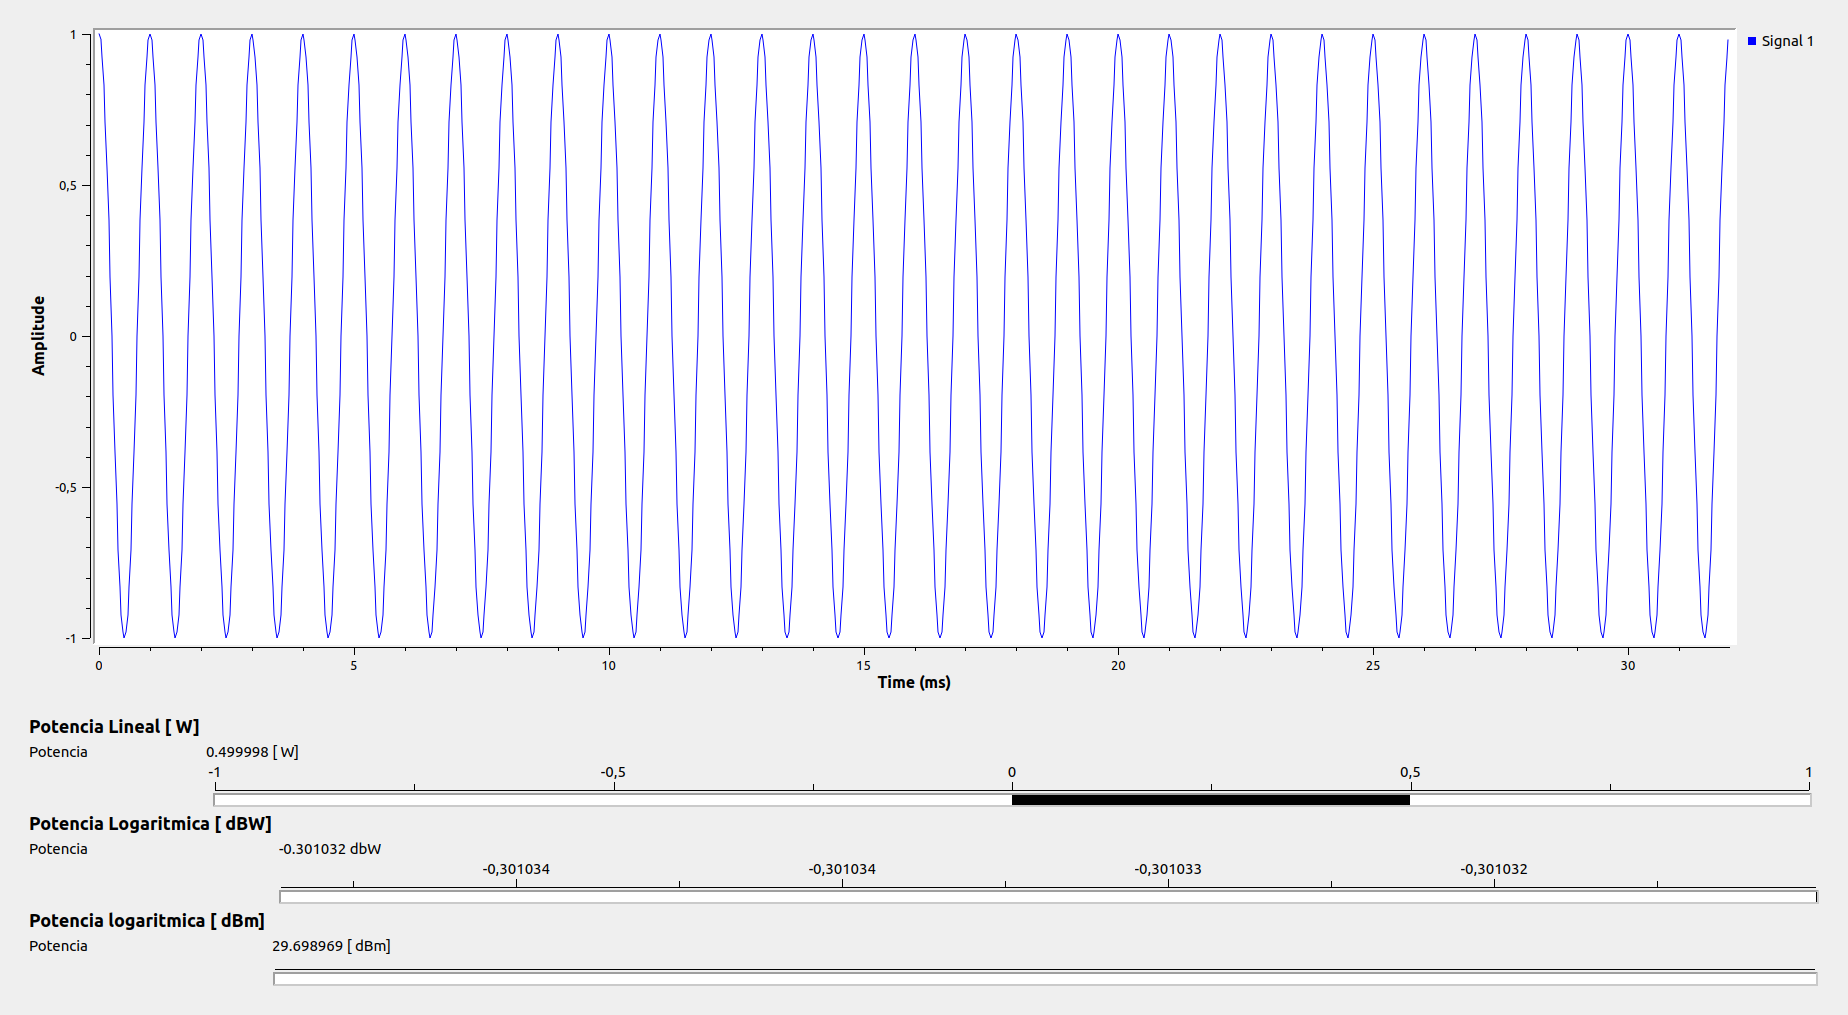 1
Signal 1
0,5
Amplitude
0
-0,5
-1
0 5 10 15 20 25 30
Time (ms)
Potencia Lineal [ W]
Potencia 0.499998 [ W]
-1 -0,5 0 0,5 1
Potencia Logaritmica [ dBW]
Potencia -0.301032 dbW
-0,301034 -0,301034 -0,301033 -0,301032
Potencia logaritmica [ dBm]
Potencia 29.698969 [ dBm]